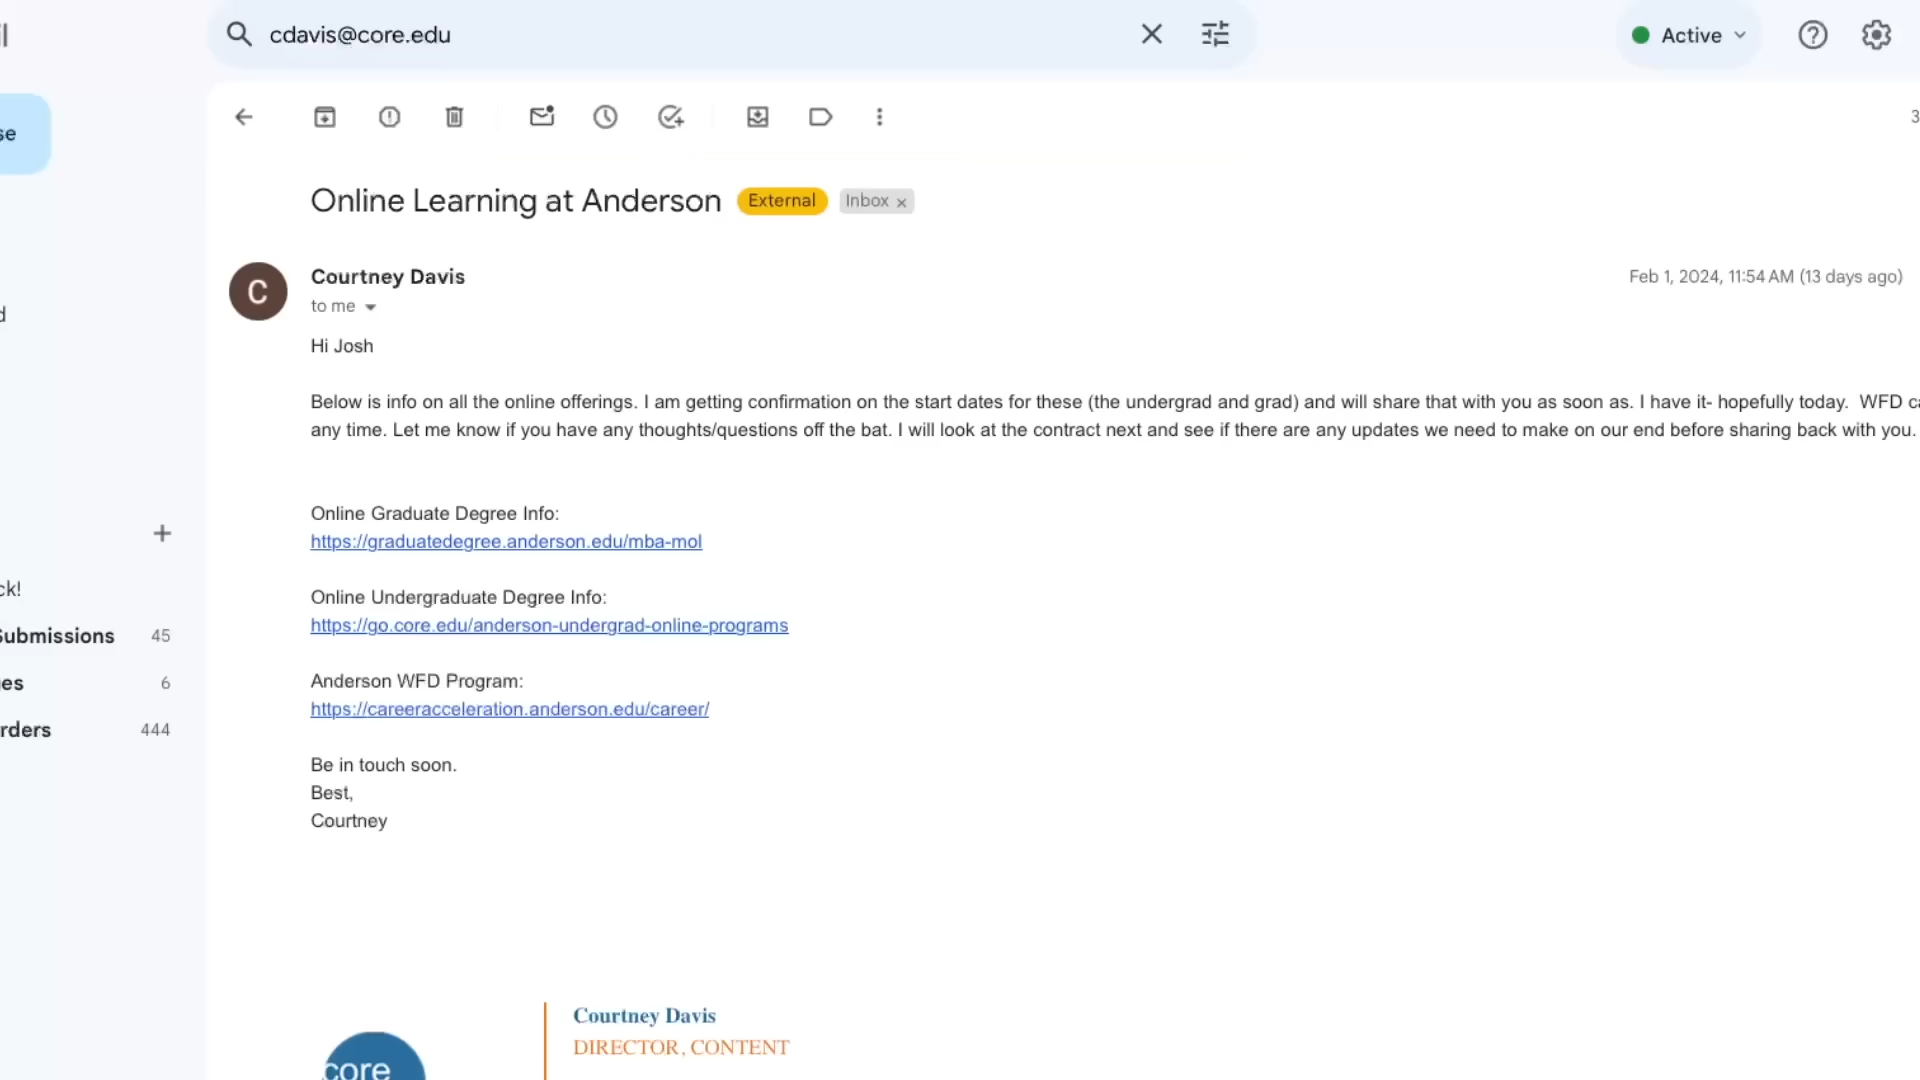 cdavis@core.edu
Active
3
Online Learning at Anderson External Inbox x
Courtney Davis
Feb 1, 2024, 11:54 AM (13 days ago)
to me
Hi Josh
Below is info on all the online offerings. I am getting confirmation on the start dates for these (the undergrad and grad) and will share that with you as soon as. I have it- hopefully today. WFD
any time. Let me know if you have any thoughts/questions off the bat. I will look at the contract next and see if there are any updates we need to make on our end before sharing back with you.
Online Graduate Degree Info:
https://graduatedegree.anderson.edu/mba-mol
Online Undergraduate Degree Info:
https://go.core.edu/anderson-undergrad-online-programs
Anderson WFD Program:
https://careeracceleration.anderson.edu/career/
Be in touch soon.
Best,
Courtney
C
core
Courtney Davis
DIRECTOR, CONTENT
se
d
ck!
Submissions 45
es 6
rders 444